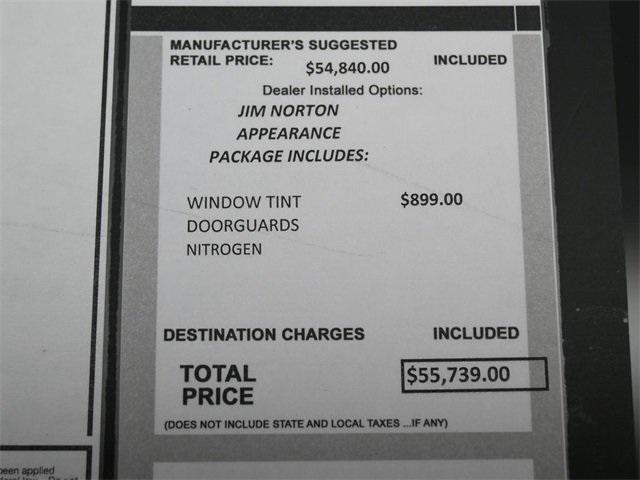 MANUFACTURER'S SUGGESTED
RETAIL PRICE: $54,840.00 INCLUDED
Dealer Installed Options:
JIM NORTON
APPEARANCE
PACKAGE INCLUDES:
WINDOW TINT $899.00
DOORGUARDS
NITROGEN
DESTINATION CHARGES INCLUDED
TOTAL
PRICE $55,739.00
(DOES NOT INCLUDE STATE AND LOCAL TAXES ...IF ANY)
been applied